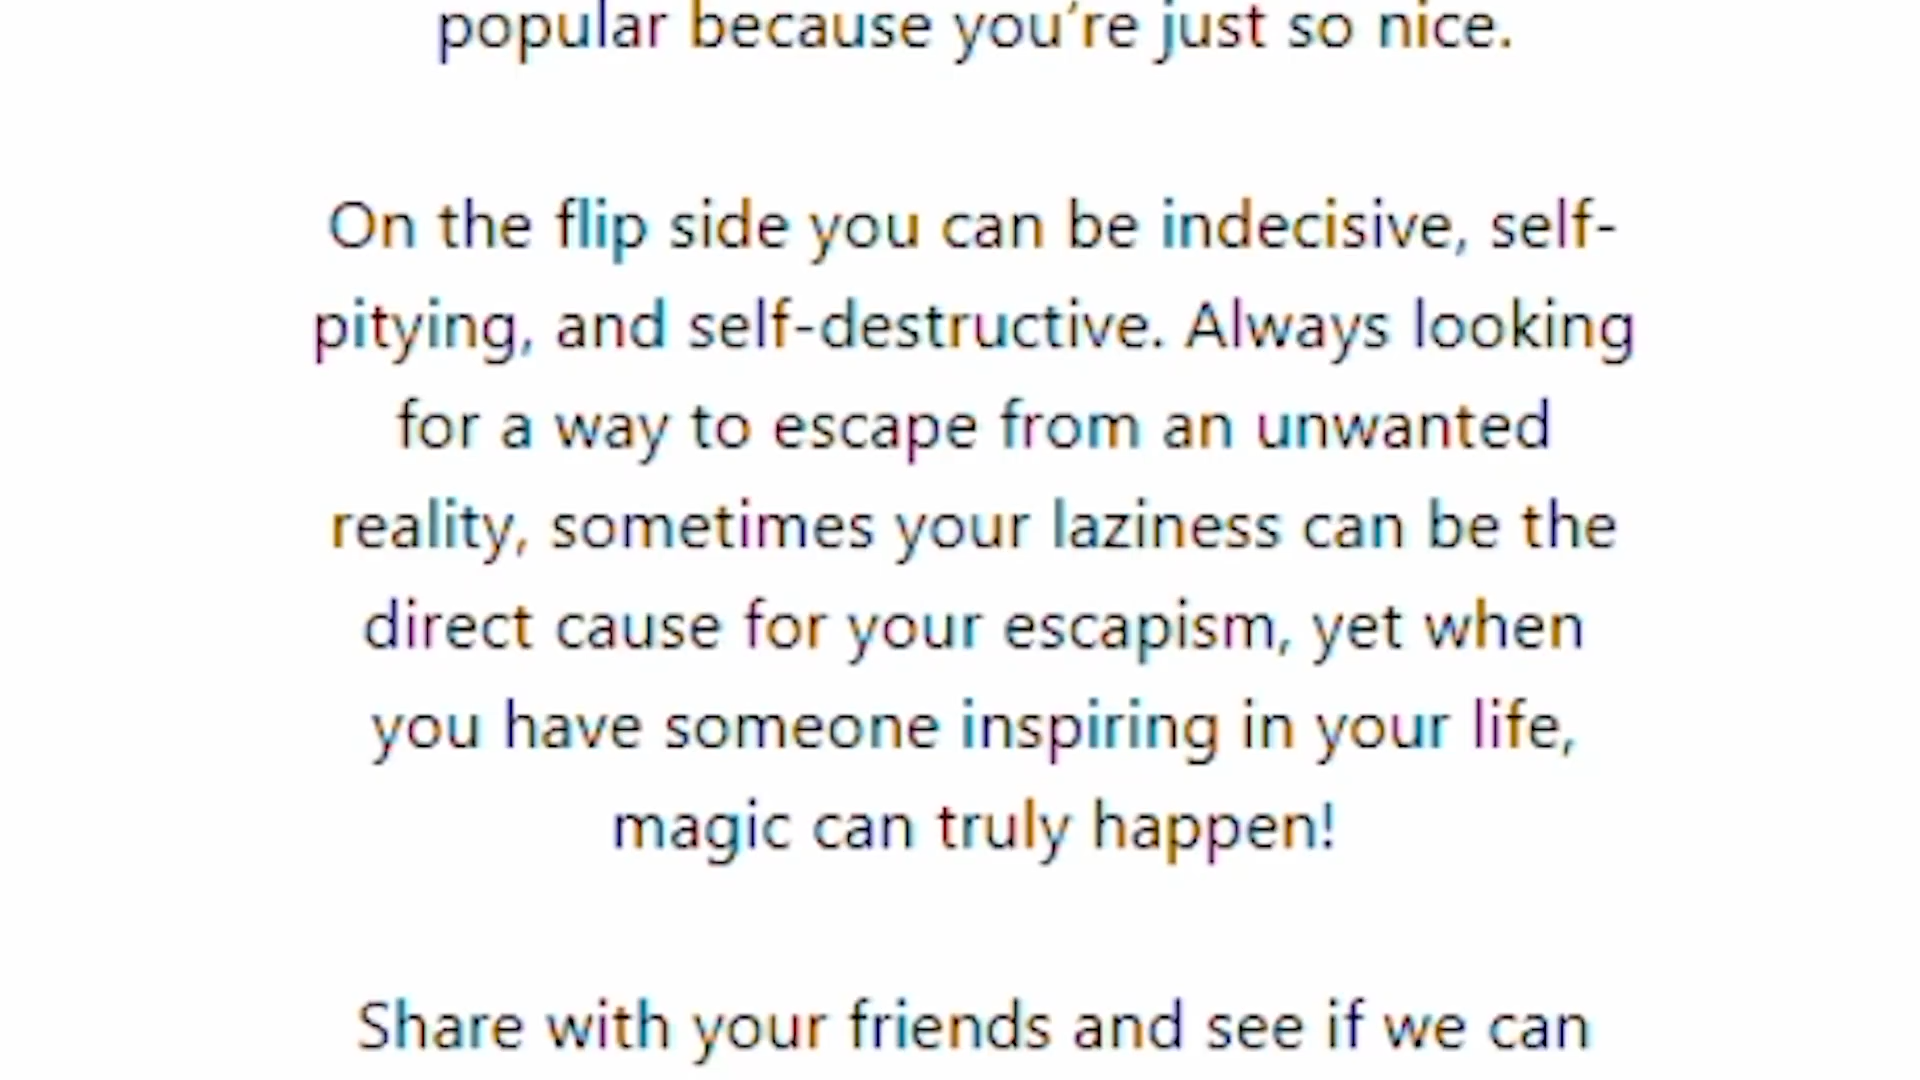 popular because you’re just so nice.
On the flip side you can be indecisive, self-
pitying, and self-destructive. Always looking
for a way to escape from an unwanted
reality, sometimes your laziness can be the
direct cause for your escapism, yet when
you have someone inspiring in your life,
magic can truly happen!
Share with your friends and see if we can